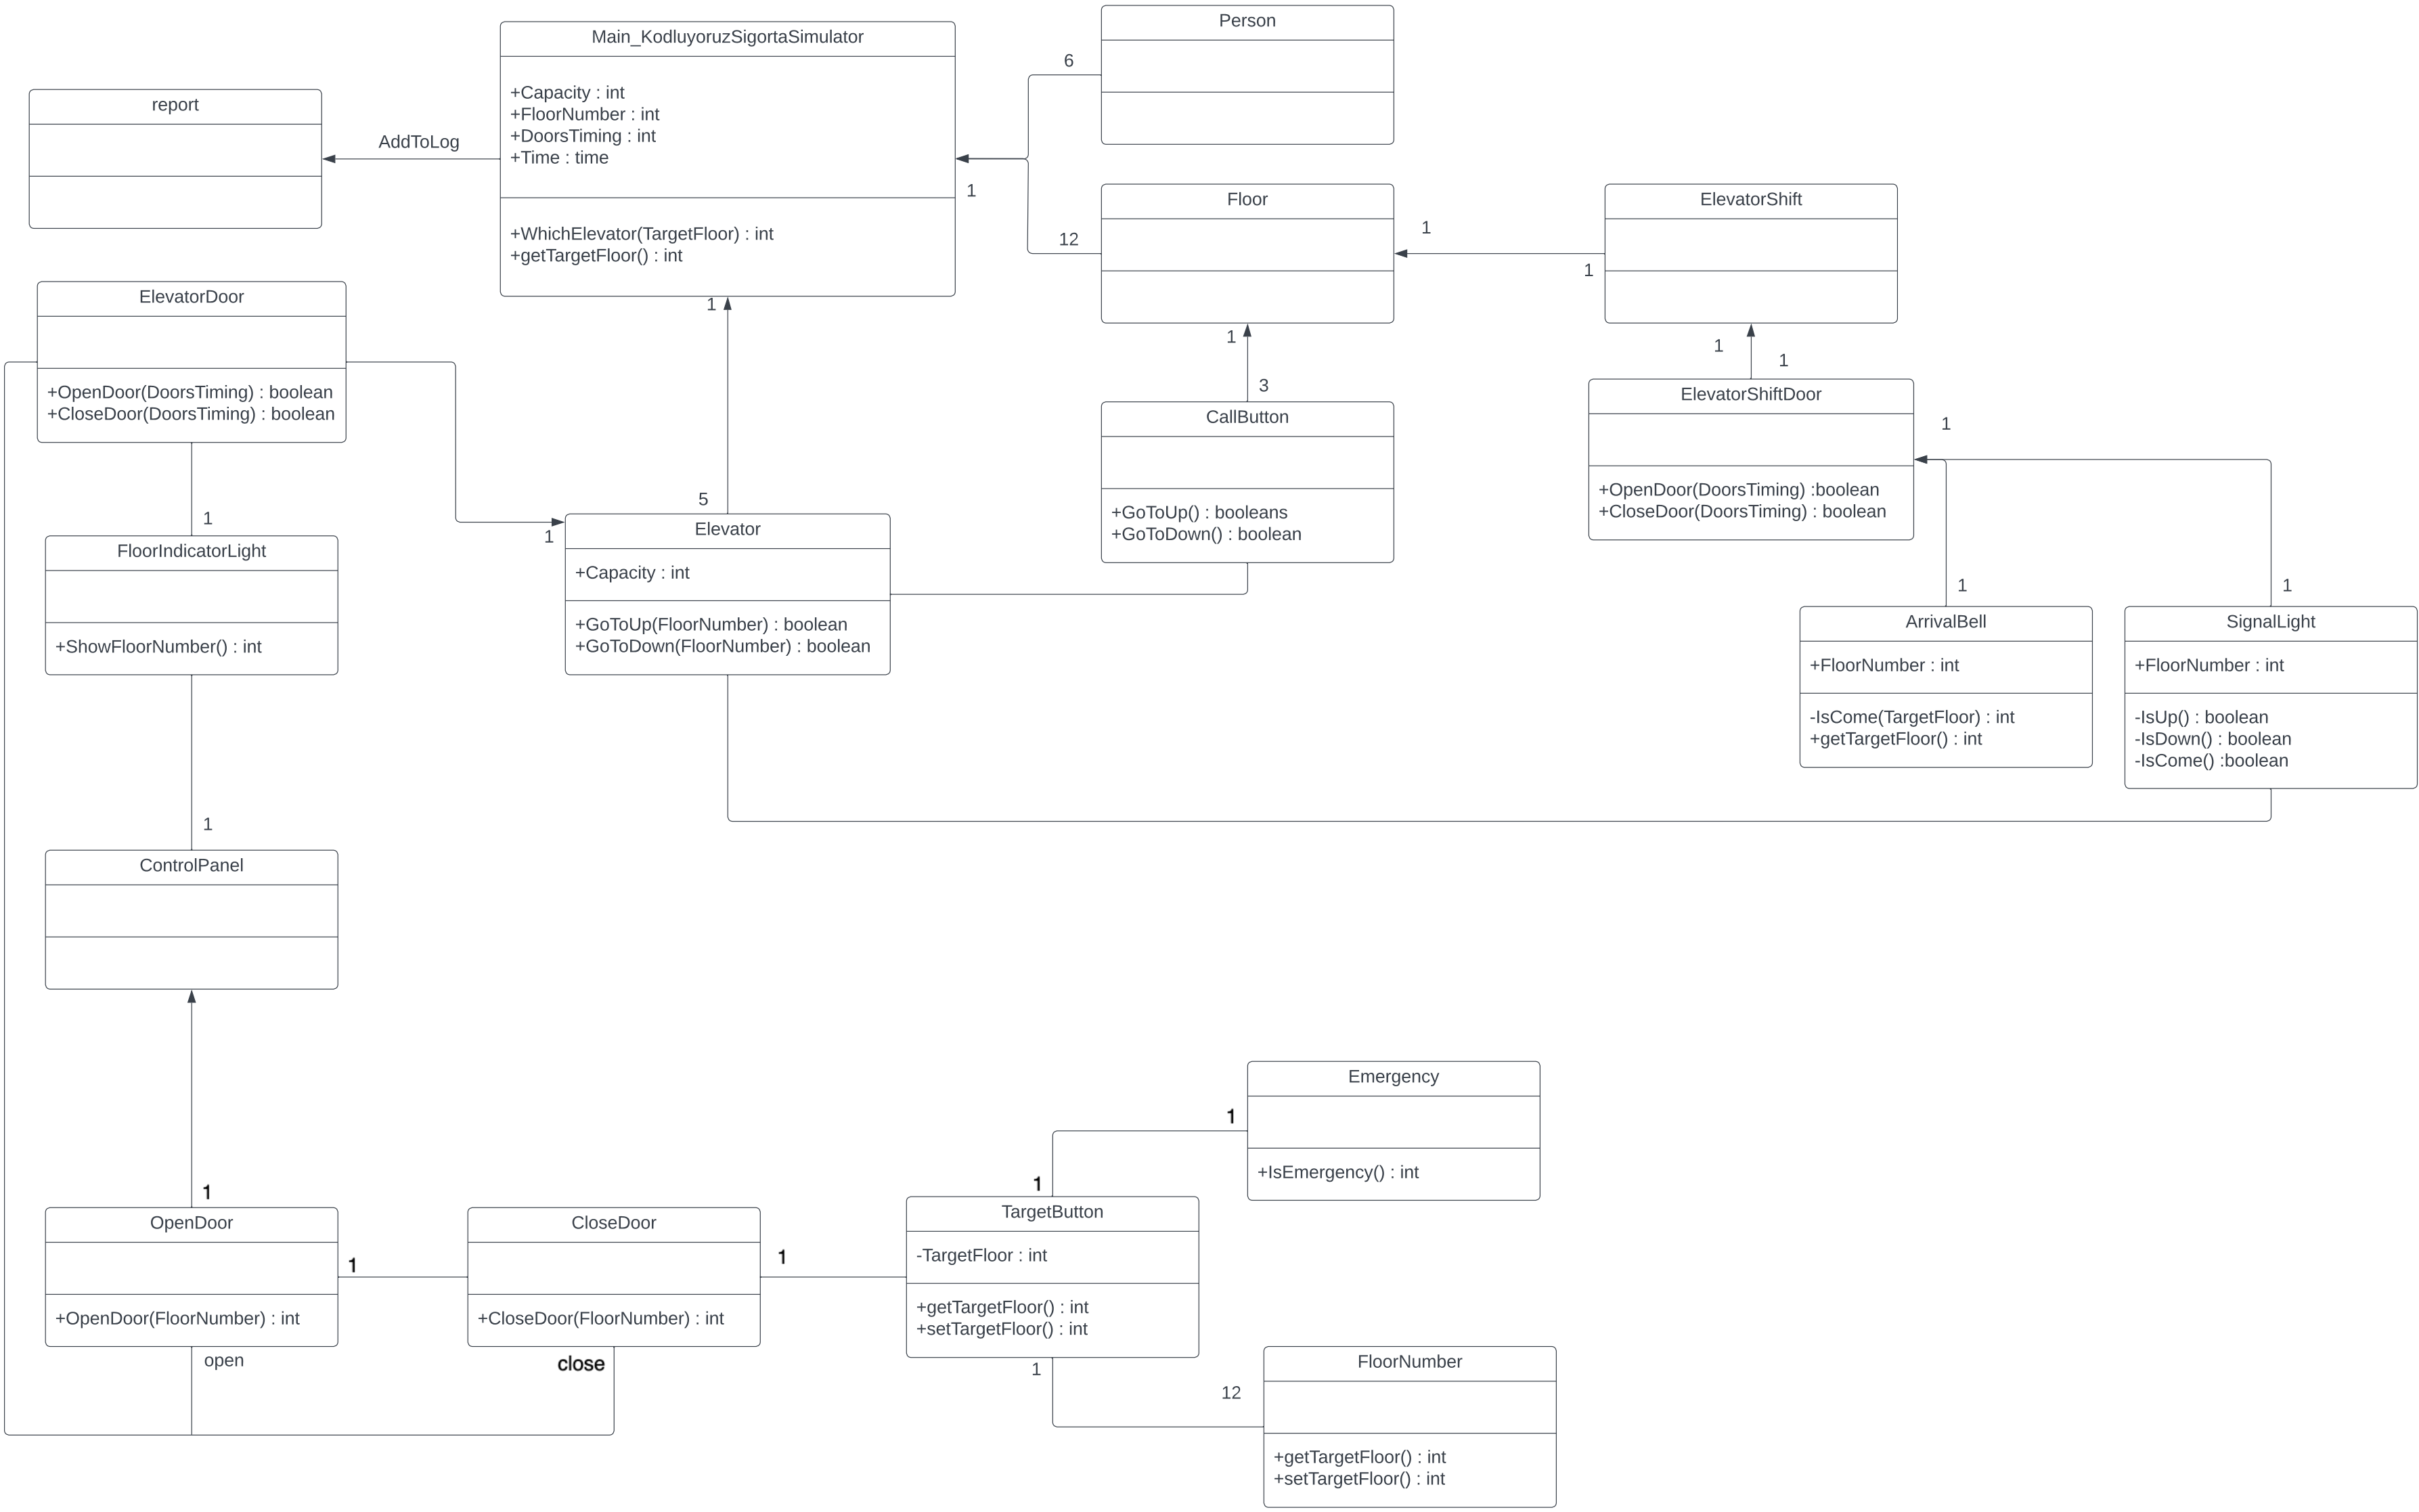 Person
6
Main_KodluyoruzSigortaSimulator
+Capacity : int
+FloorNumber : int
+DoorsTiming : int
+Time : time
+WhichElevator(TargetFloor) : int
+getTargetFloor() : int
report
AddToLog
1
12
Floor
1
1
ElevatorShift
ElevatorDoor
+OpenDoor(DoorsTiming) : boolean
+CloseDoor(DoorsTiming) : boolean
1
5
1
1
3
CallButton
+GoToUp() : booleans
+GoToDown() : boolean
1
1
ElevatorShiftDoor
+OpenDoor(DoorsTiming) :boolean
+CloseDoor(DoorsTiming) : boolean
1
1
1
1
FloorIndicatorLight
+ShowFloorNumber() : int
Elevator
+Capacity : int
+GoToUp(FloorNumber) : boolean
+GoToDown(FloorNumber) : boolean
ArrivalBell
+FloorNumber : int
-IsCome(TargetFloor) : int
+getTargetFloor() : int
SignalLight
+FloorNumber : int
-IsUp() : boolean
-IsDown() : boolean
-IsCome() :boolean
1
ControlPanel
1
OpenDoor
+OpenDoor(FloorNumber) : int
open
1
CloseDoor
+CloseDoor(FloorNumber) : int
close
1
1
1
Emergency
+IsEmergency() : int
TargetButton
-TargetFloor : int
+getTargetFloor() : int
+setTargetFloor() : int
1
12
FloorNumber
+getTargetFloor() : int
+setTargetFloor() : int